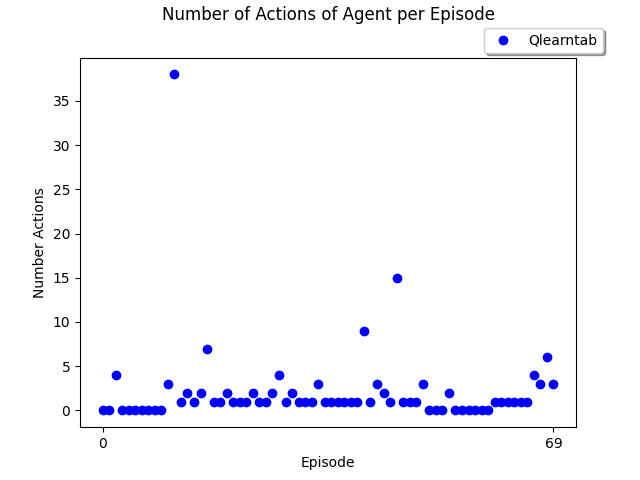 Number of Actions of Agent per Episode
Qlearntab
35
30
25
20
15
10
5
0
Number Actions
0 69
Episode